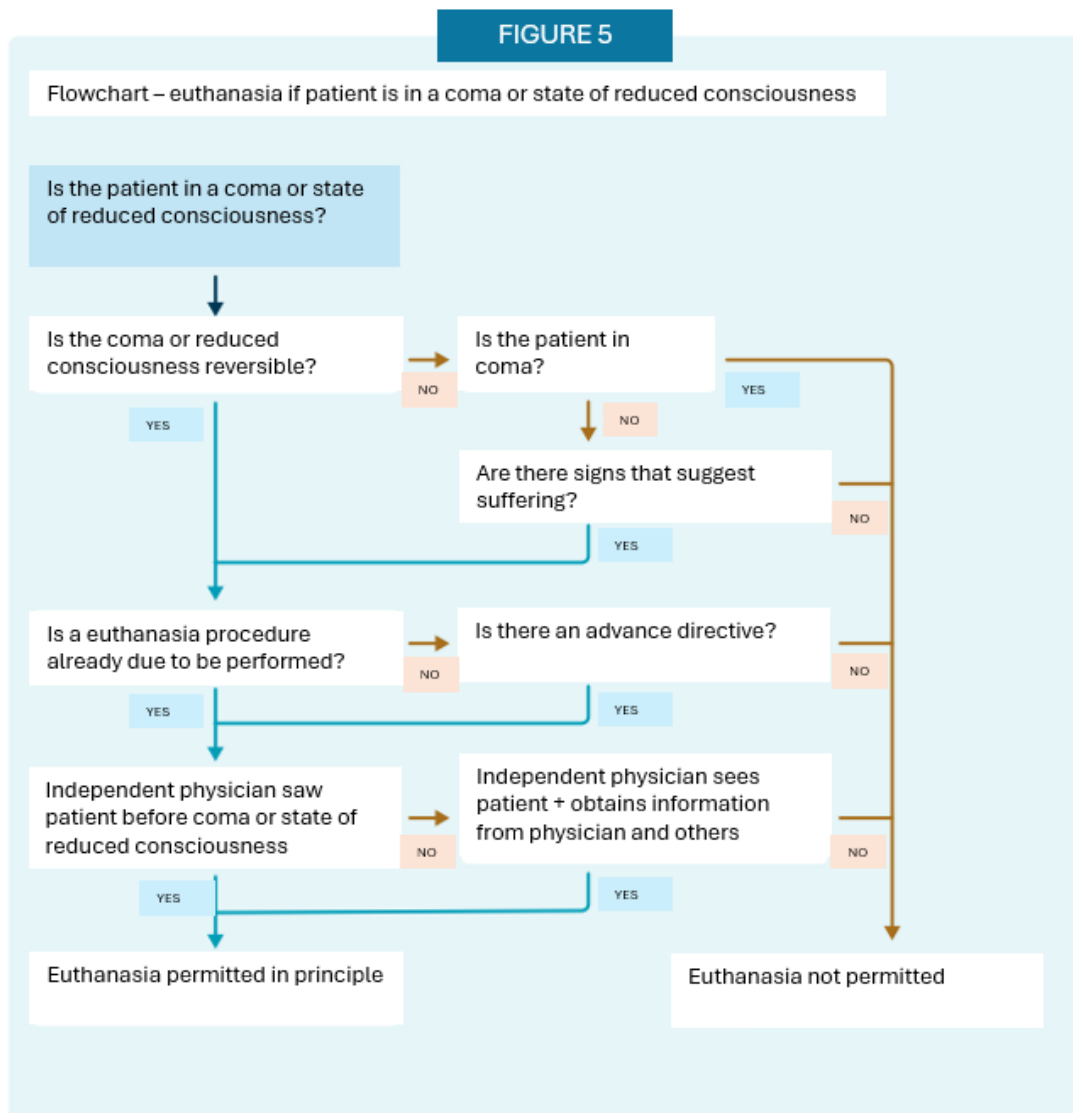 FIGURE 5
Flowchart – euthanasia if patient is in a coma or state of reduced consciousness
Is the patient in a coma or state
of reduced consciousness?
Is the coma or reduced
consciousness reversible?
NO
YES
Is the patient in
coma?
YES
NO
Are there signs that suggest
suffering?
NO
YES
Is a euthanasia procedure
already due to be performed?
NO
YES
Is there an advance directive?
NO
YES
Independent physician saw
patient before coma or state of
reduced consciousness
NO
YES
Independent physician sees
patient + obtains information
from physician and others
NO
YES
Euthanasia permitted in principle
Euthanasia not permitted